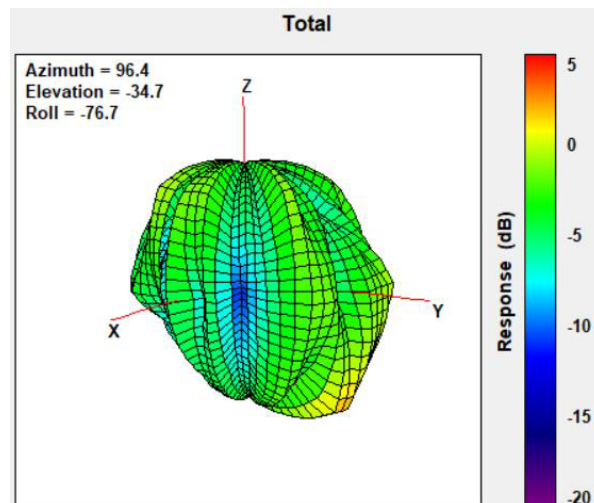 Total
Azimuth = 96.4
Elevation = -34.7
Roll = -76.7
Z
X
Y
5
0
-5
-10
-15
-20
Response (dB)